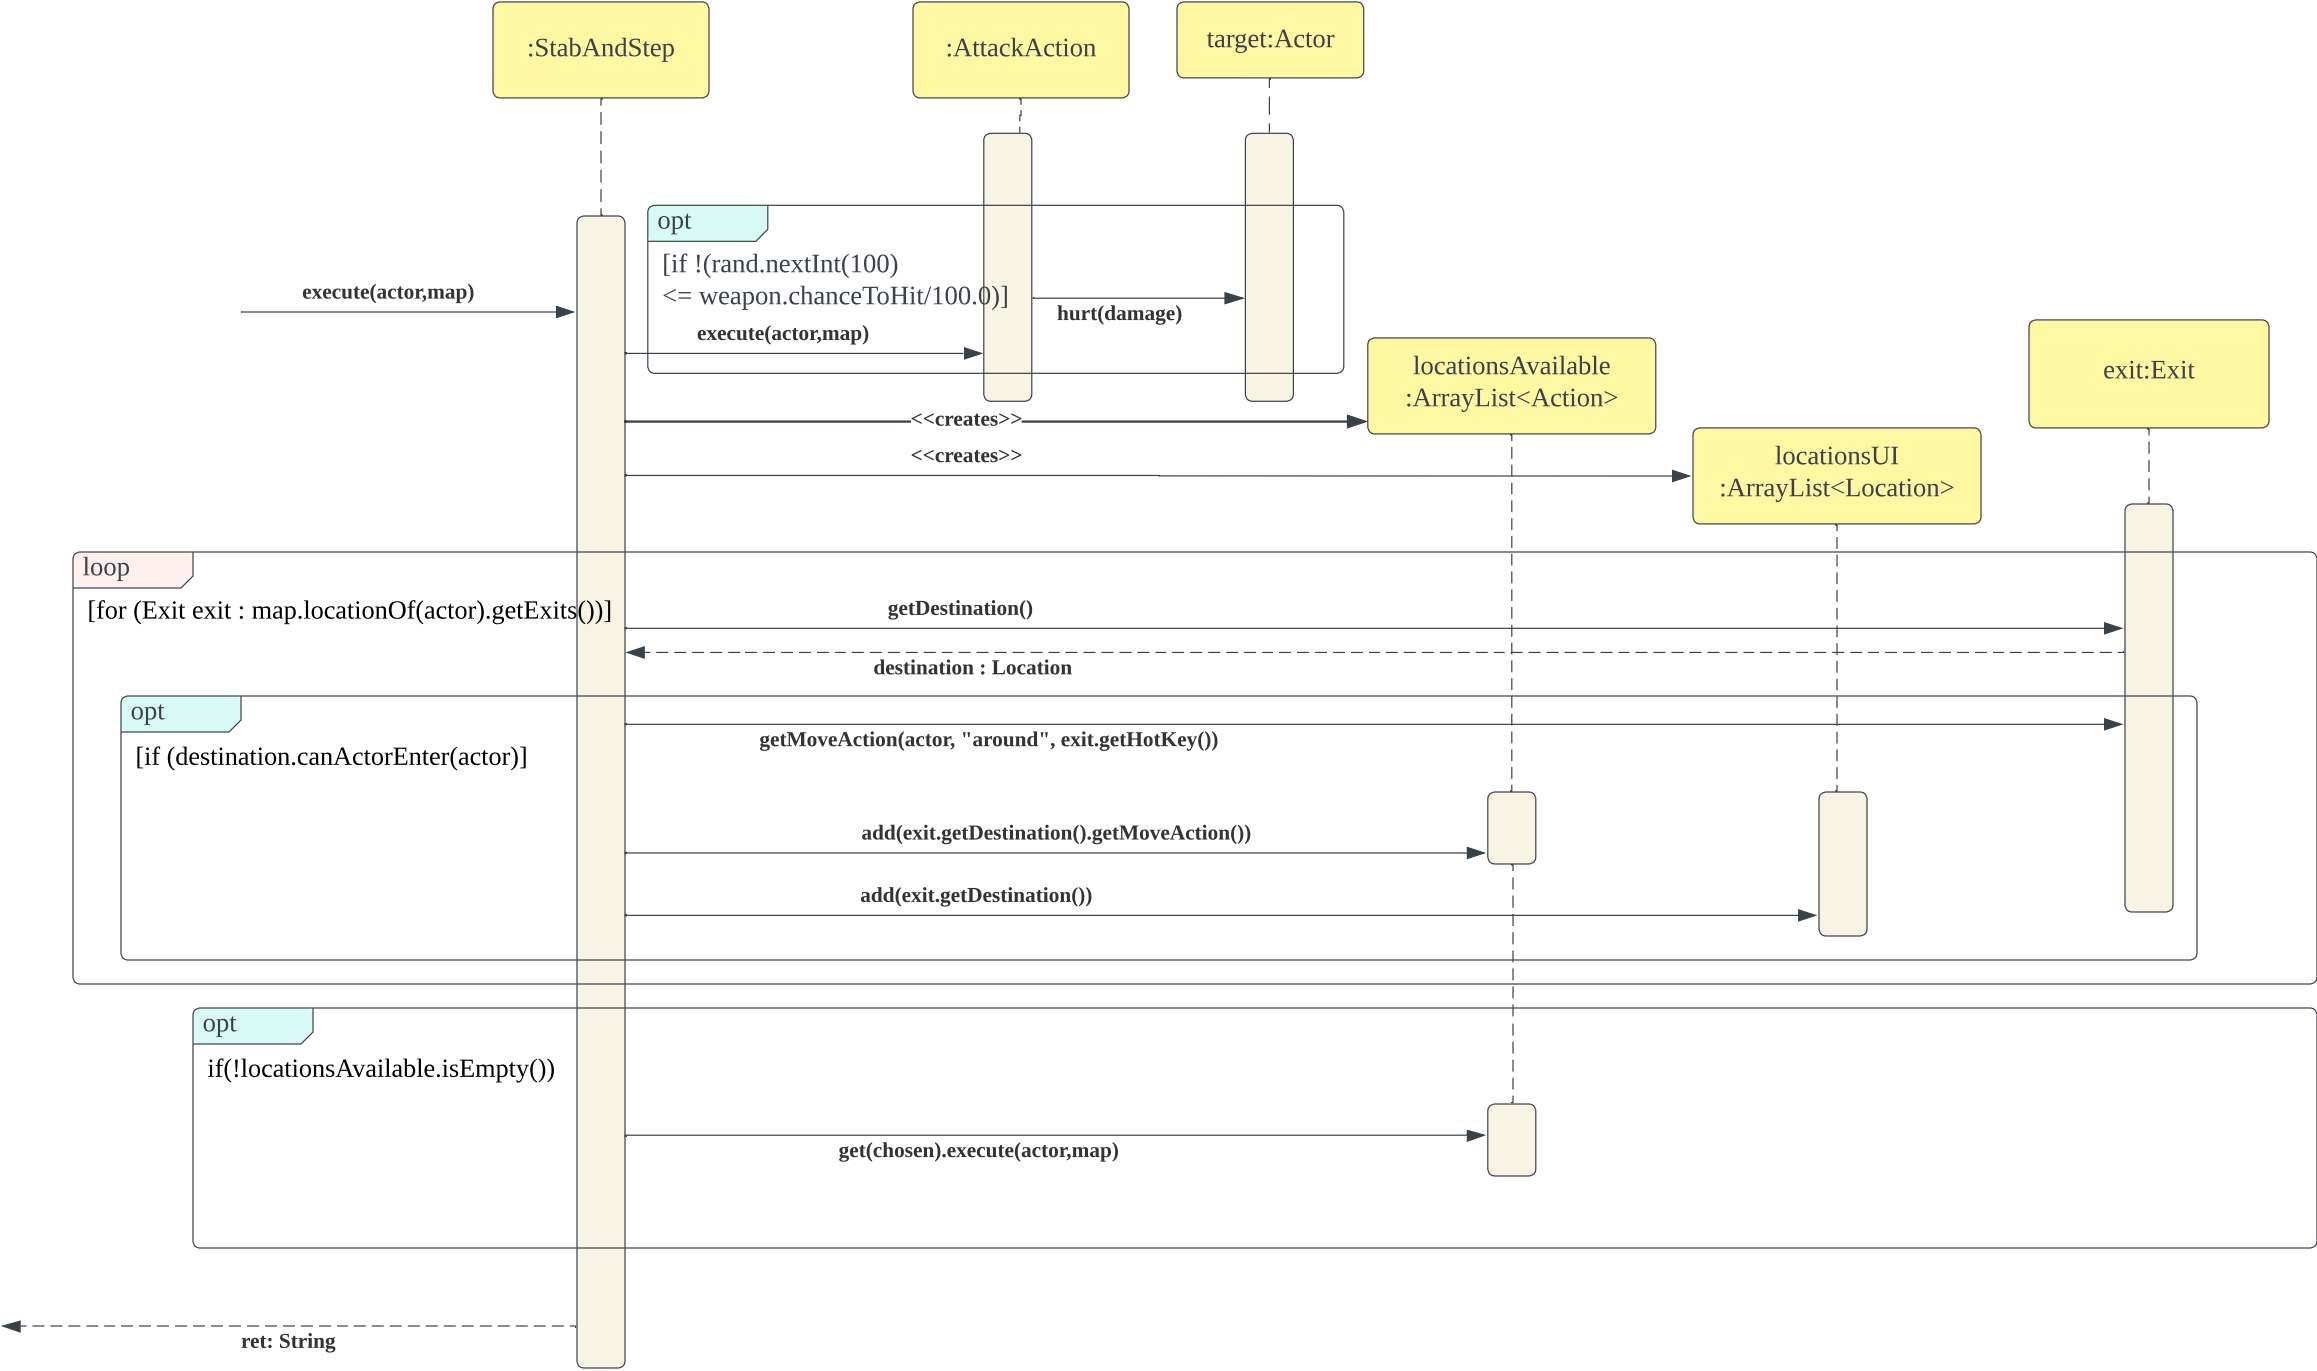 :StabAndStep
:AttackAction
target:Actor
opt
[if !(rand.nextInt(100)
<= weapon.chanceToHit/100.0)]
execute(actor,map)
hurt(damage)
execute(actor,map)
locationsAvailable
:ArrayList<Action>
exit:Exit
<<creates>>
<<creates>>
locationsUI
:ArrayList<Location>
loop
[for (Exit exit : map.locationOf(actor).getExits())]
getDestination()
destination : Location
opt
getMoveAction(actor, "around", exit.getHotKey())
[if (destination.canActorEnter(actor)]
add(exit.getDestination().getMoveAction())
add(exit.getDestination())
opt
if(!locationsAvailable.isEmpty())
get(chosen).execute(actor,map)
ret: String